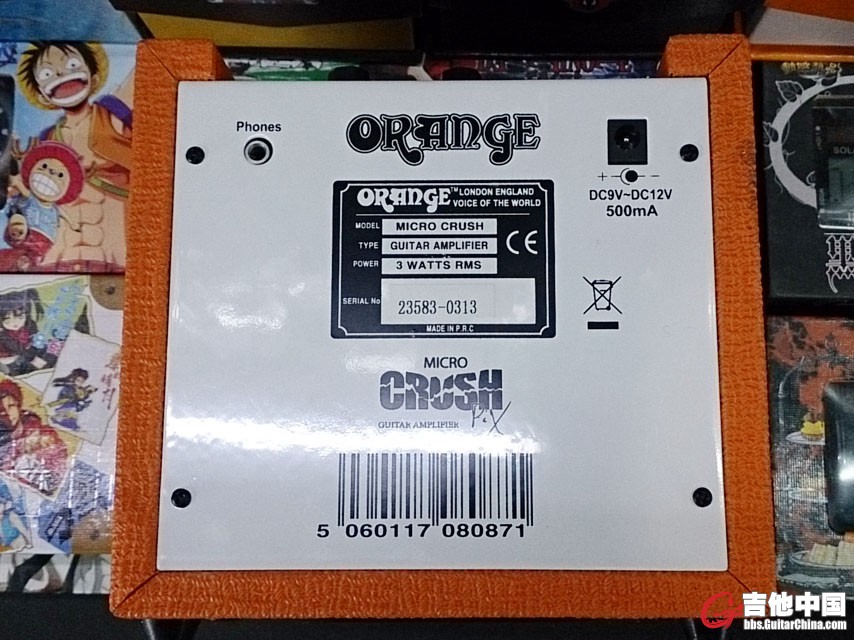 Phones
ORANGE
DC9V~DC12V
500mA
ORANGE™ LONDON ENGLAND
VOICE OF THE WORLD
MODEL MICRO CRUSH
TYPE GUITAR AMPLIFIER
POWER 3 WATTS RMS
CE
SERIAL No 23583-0313
MADE IN P.R.C
MICRO
CRUSH
PiX
GUITAR AMPLIFIER
5 060117 080871
吉他中国
bbs.GuitarChina.com